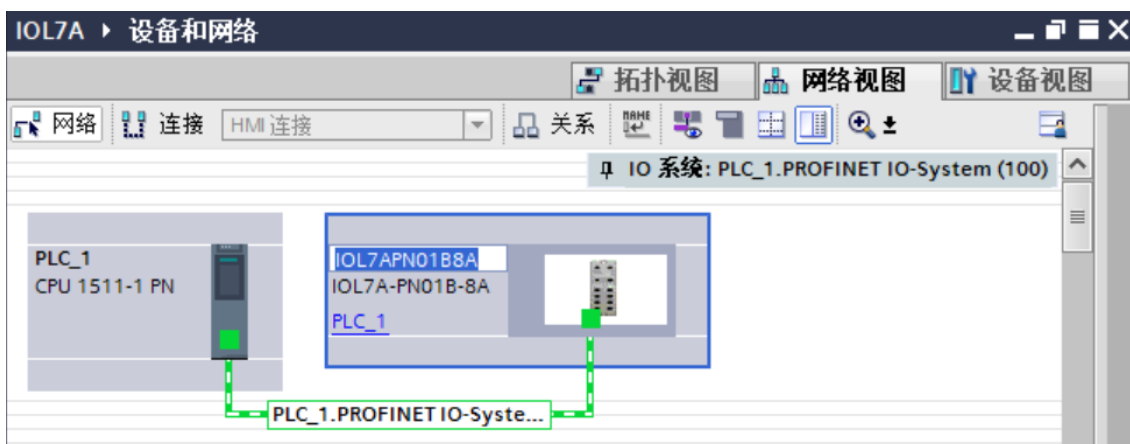 IOL7A ▸ 设备和网络
拓扑视图 网络视图 设备视图
网络 连接 HMI 连接 关系 NAME
IO 系统: PLC_1.PROFINET IO-System (100)
PLC_1
CPU 1511-1 PN
IOL7APN01B8A
IOL7A-PN01B-8A
PLC_1
PLC_1.PROFINET IO-Syste...